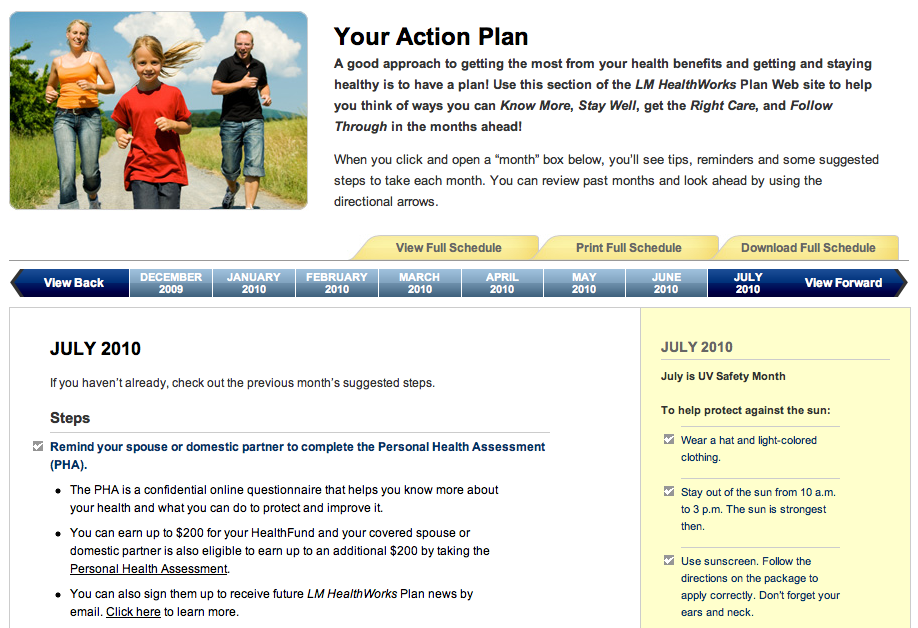 Your Action Plan
A good approach to getting the most from your health benefits and getting and staying
healthy is to have a plan! Use this section of the LM HealthWorks Plan Web site to help
you think of ways you can Know More, Stay Well, get the Right Care, and Follow
Through in the months ahead!
When you click and open a “month” box below, you’ll see tips, reminders and some suggested
steps to take each month. You can review past months and look ahead by using the
directional arrows.
View Full Schedule
Print Full Schedule
Download Full Schedule
View Back
DECEMBER
2009
JANUARY
2010
FEBRUARY
2010
MARCH
2010
APRIL
2010
MAY
2010
JUNE
2010
JULY
2010
View Forward
JULY 2010
If you haven’t already, check out the previous month’s suggested steps.
Steps
Remind your spouse or domestic partner to complete the Personal Health Assessment
(PHA).
• The PHA is a confidential online questionnaire that helps you know more about
your health and what you can do to protect and improve it.
• You can earn up to $200 for your HealthFund and your covered spouse or
domestic partner is also eligible to earn up to an additional $200 by taking the
Personal Health Assessment.
• You can also sign them up to receive future LM HealthWorks Plan news by
email. Click here to learn more.
JULY 2010
July is UV Safety Month
To help protect against the sun:
Wear a hat and light-colored
clothing.
Stay out of the sun from 10 a.m.
to 3 p.m. The sun is strongest
then.
Use sunscreen. Follow the
directions on the package to
apply correctly. Don't forget your
ears and neck.